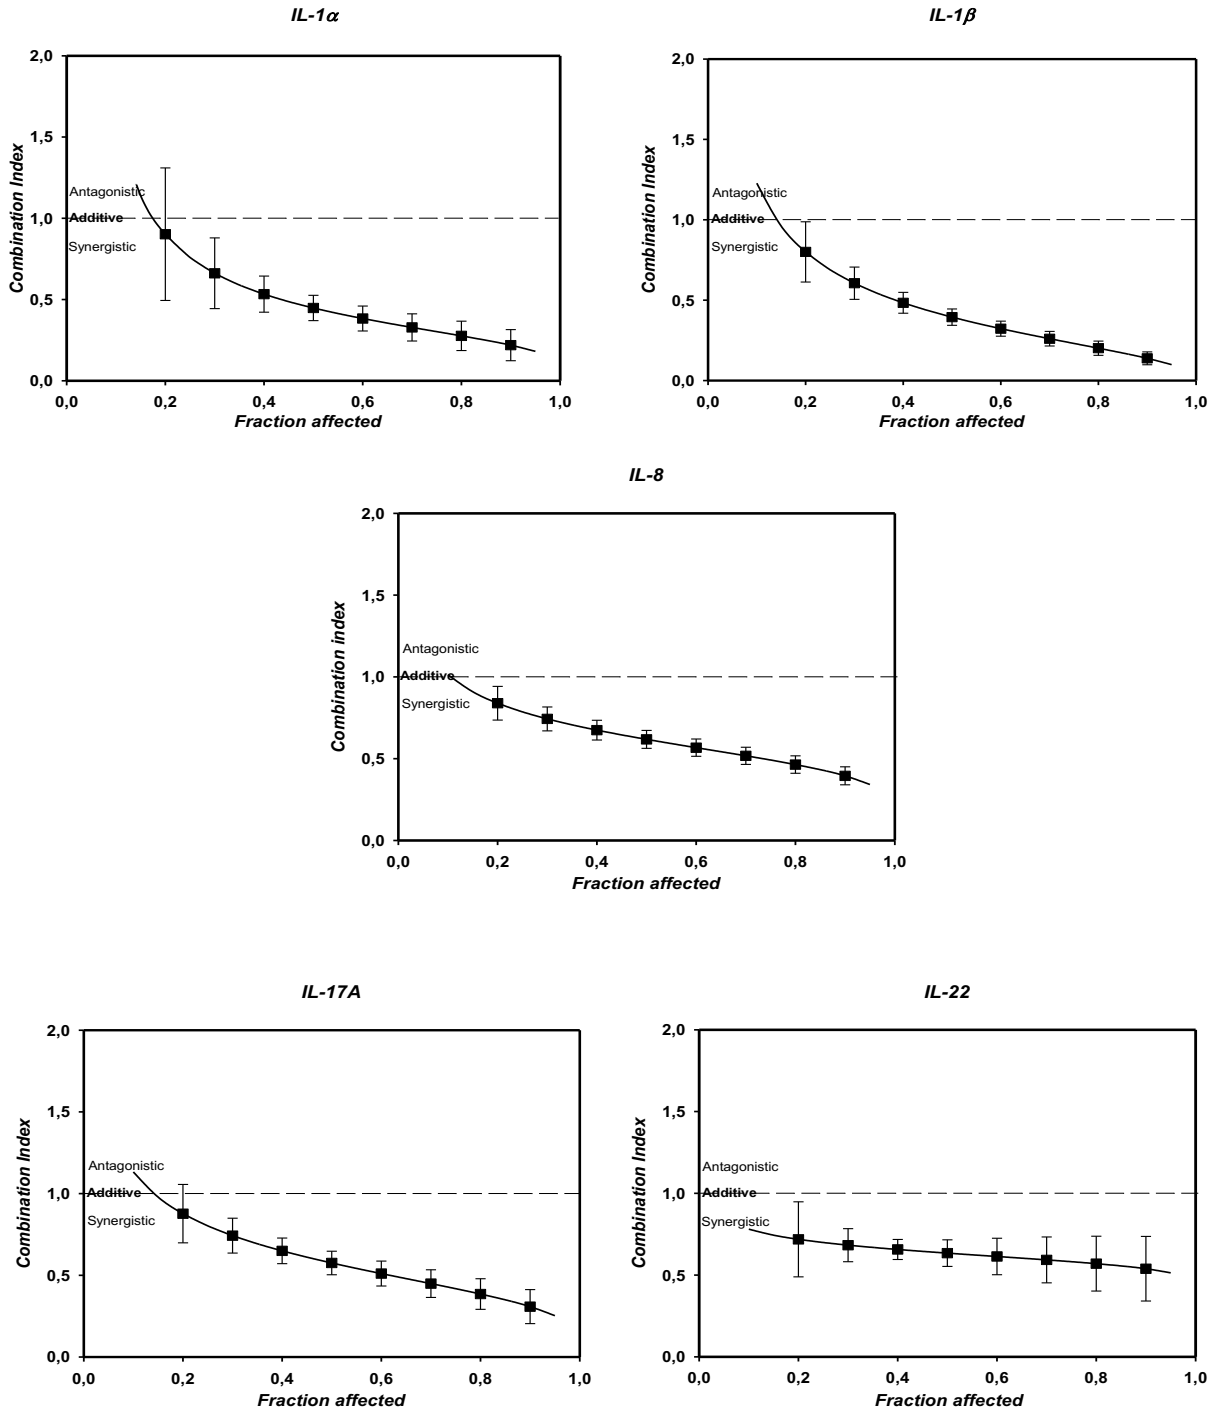 IL-1α
2,0
1,5
1,0
0,5
0,0
Combination Index
Antagonistic
Additive
Synergistic
0,0 0,2 0,4 0,6 0,8 1,0
Fraction affected
IL-1β
2,0
1,5
1,0
0,5
0,0
Combination Index
Antagonistic
Additive
Synergistic
0,0 0,2 0,4 0,6 0,8 1,0
Fraction affected
IL-8
2,0
1,5
1,0
0,5
0,0
Combination index
Antagonistic
Additive
Synergistic
0,0 0,2 0,4 0,6 0,8 1,0
Fraction affected
IL-17A
2,0
1,5
1,0
0,5
0,0
Combination Index
Antagonistic
Additive
Synergistic
0,0 0,2 0,4 0,6 0,8 1,0
Fraction affected
IL-22
2,0
1,5
1,0
0,5
0,0
Combination Index
Antagonistic
Additive
Synergistic
0,0 0,2 0,4 0,6 0,8 1,0
Fraction affected